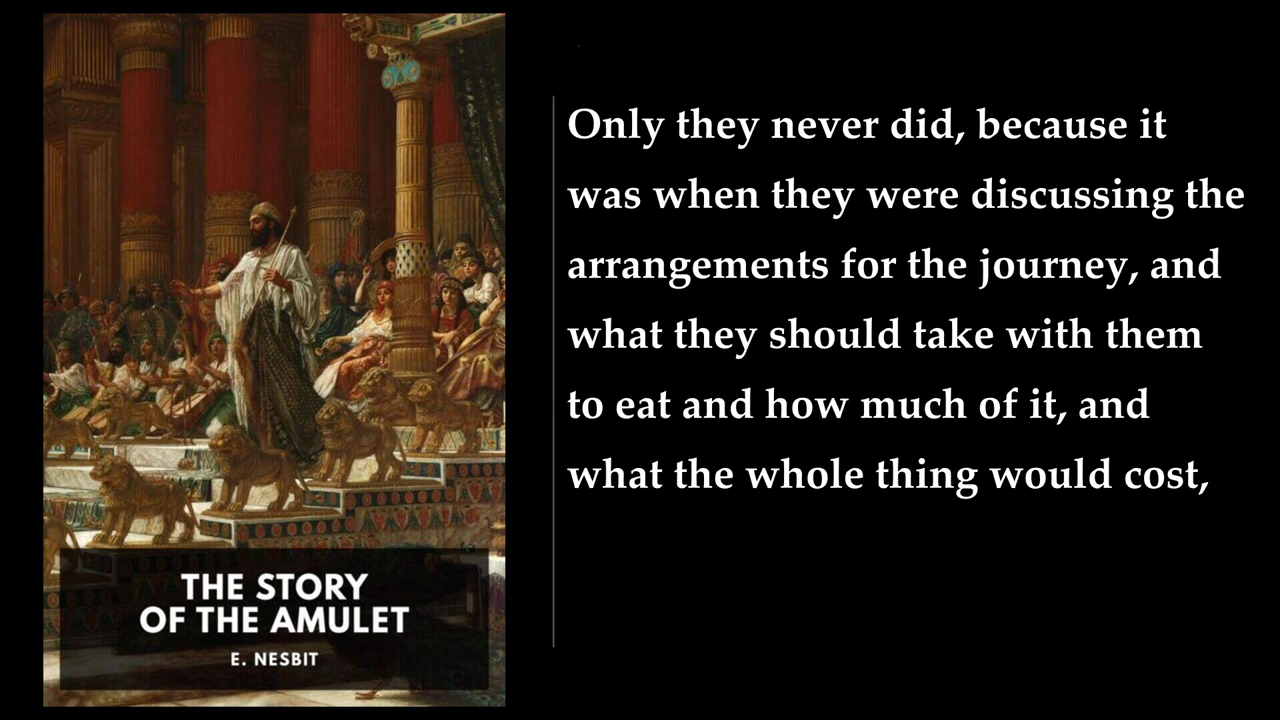 THE STORY
OF THE AMULET
E. NESBIT
Only they never did, because it
was when they were discussing the
arrangements for the journey, and
what they should take with them
to eat and how much of it, and
what the whole thing would cost,